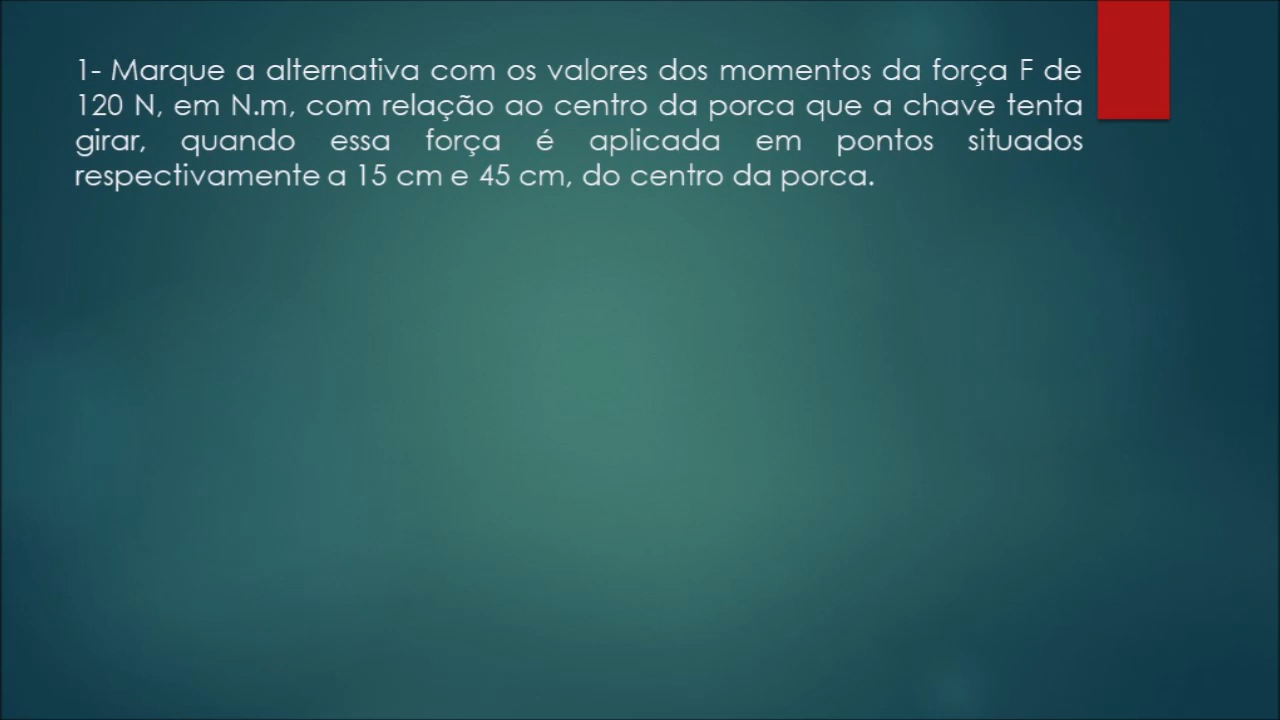 1- Marque a alternativa com os valores dos momentos da força F de
120 N, em N.m, com relação ao centro da porca que a chave tenta
girar, quando essa força é aplicada em pontos situados
respectivamente a 15 cm e 45 cm, do centro da porca.